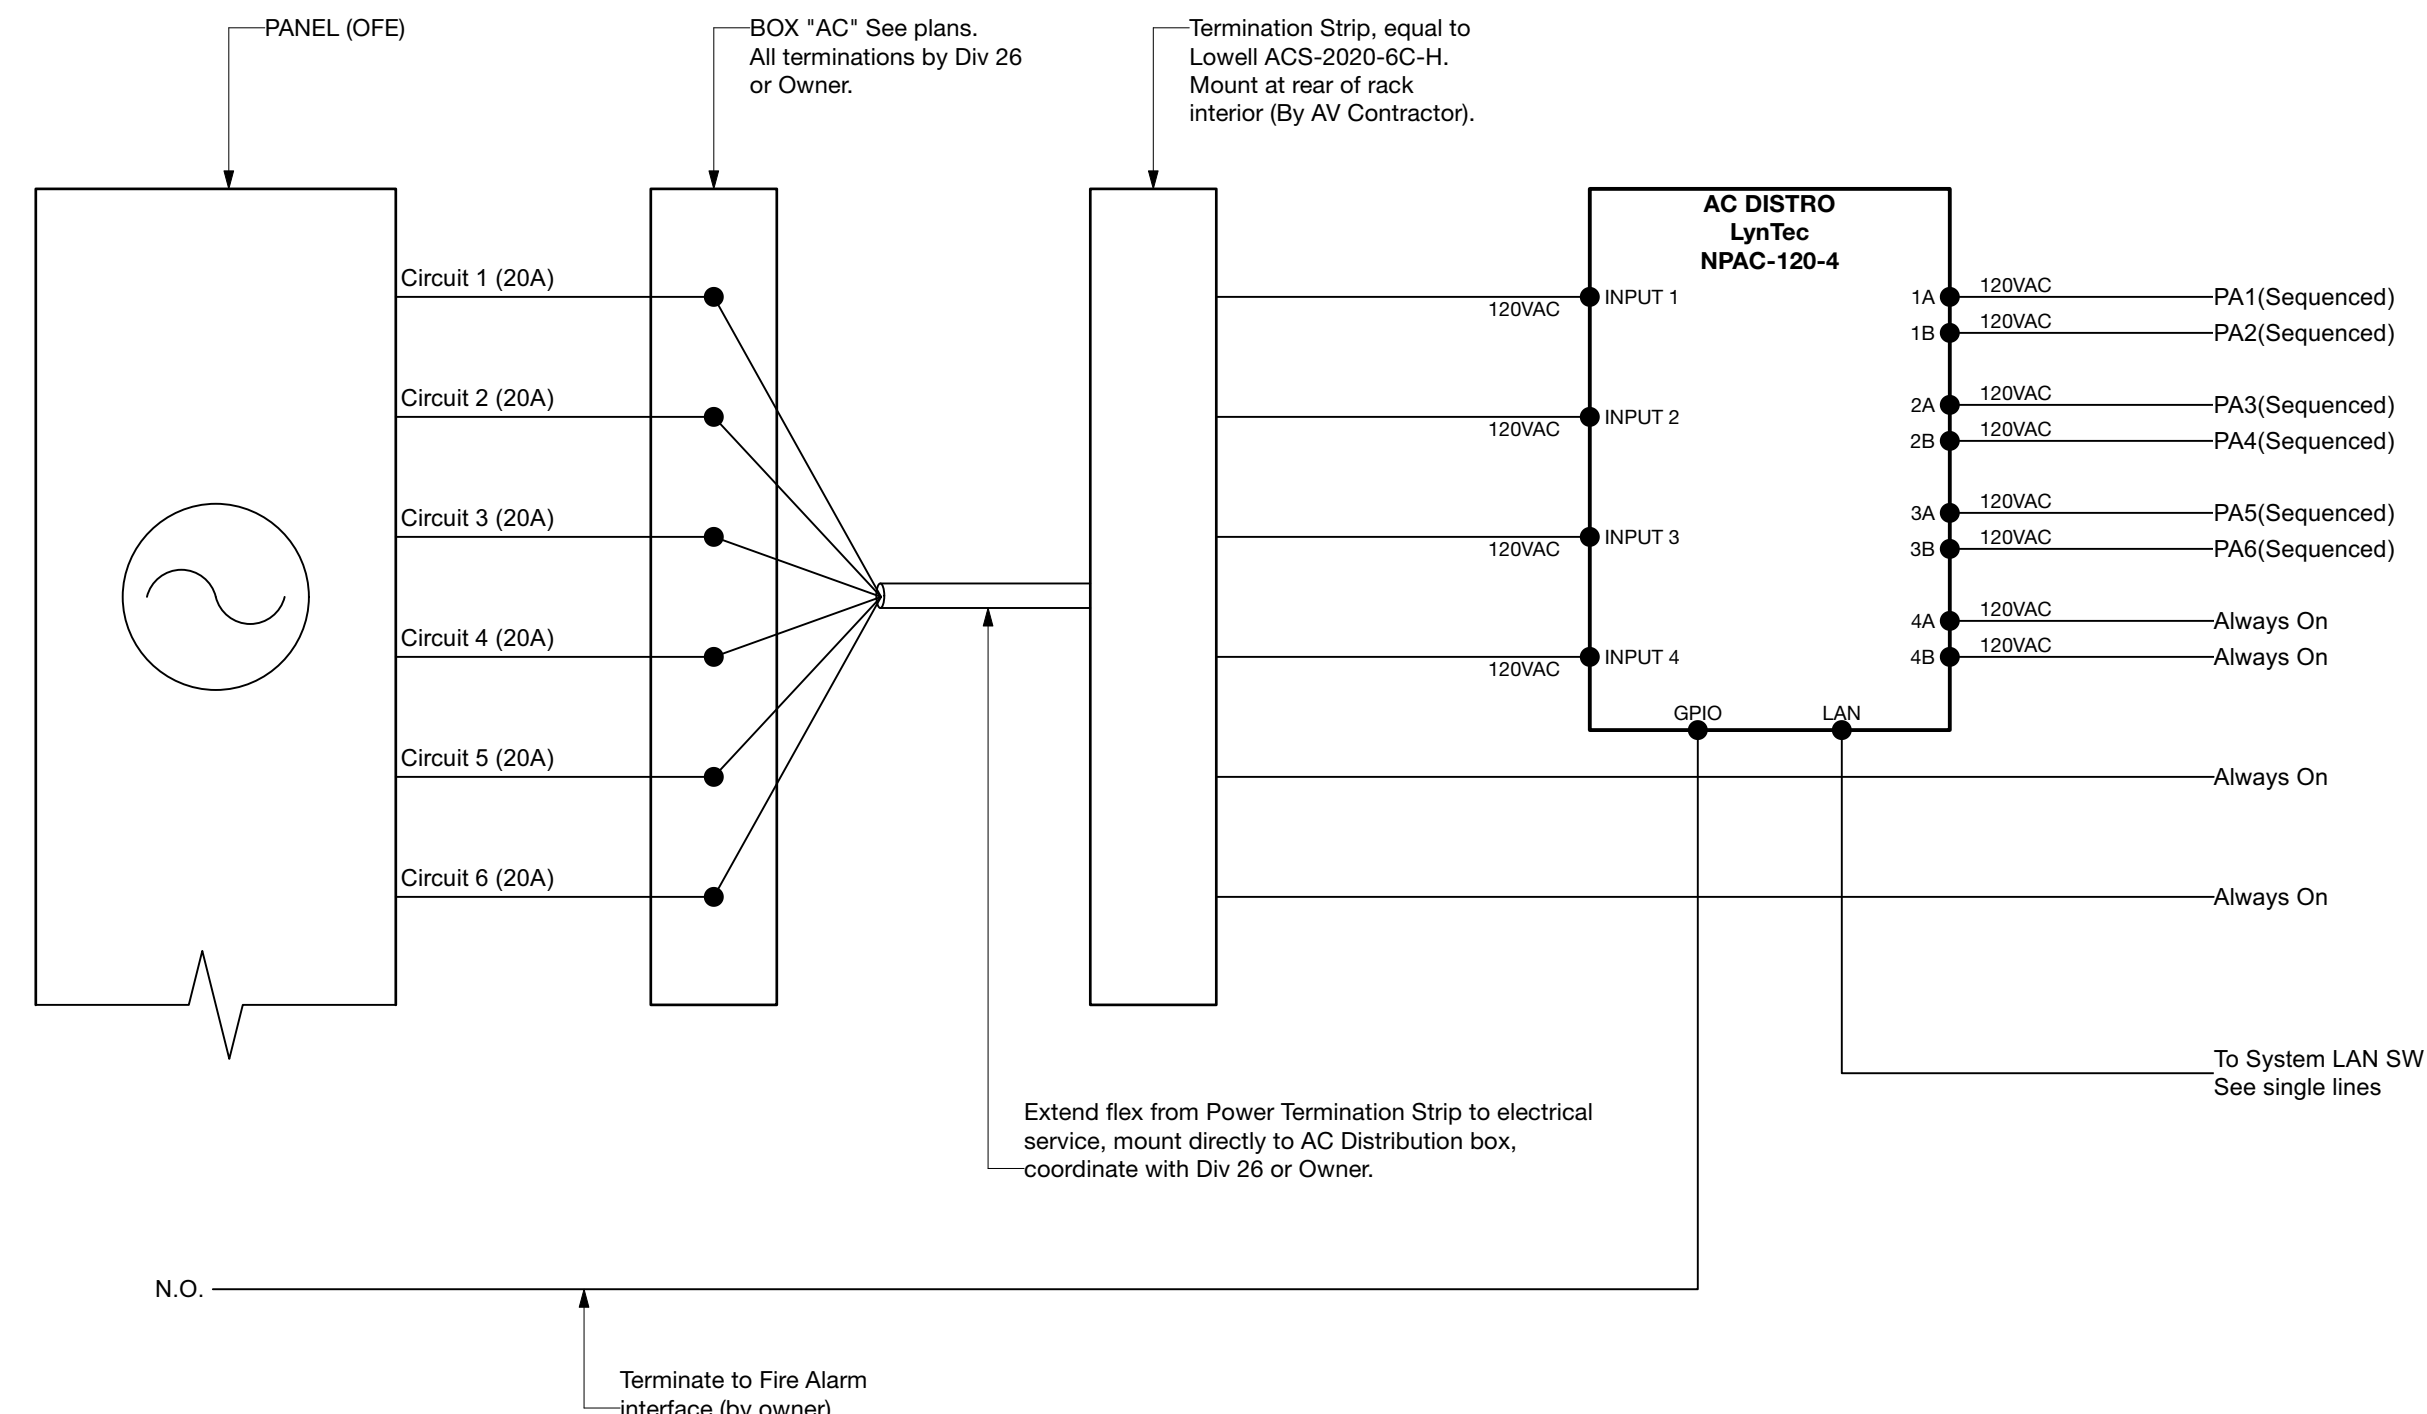 PANEL (OFE)
BOX "AC" See plans.
All terminations by Div 26
or Owner.
Termination Strip, equal to
Lowell ACS-2020-6C-H.
Mount at rear of rack
interior (By AV Contractor).
AC DISTRO
LynTec
NPAC-120-4
Circuit 1 (20A)
Circuit 2 (20A)
Circuit 3 (20A)
Circuit 4 (20A)
Circuit 5 (20A)
Circuit 6 (20A)
120VAC
INPUT 1
120VAC
INPUT 2
120VAC
INPUT 3
120VAC
INPUT 4
1A
120VAC
PA1(Sequenced)
1B
120VAC
PA2(Sequenced)
2A
120VAC
PA3(Sequenced)
2B
120VAC
PA4(Sequenced)
3A
120VAC
PA5(Sequenced)
3B
120VAC
PA6(Sequenced)
4A
120VAC
Always On
4B
120VAC
Always On
GPIO
LAN
Always On
Always On
To System LAN SW
See single lines
Extend flex from Power Termination Strip to electrical
service, mount directly to AC Distribution box,
coordinate with Div 26 or Owner.
N.O.
Terminate to Fire Alarm
interface (by owner)